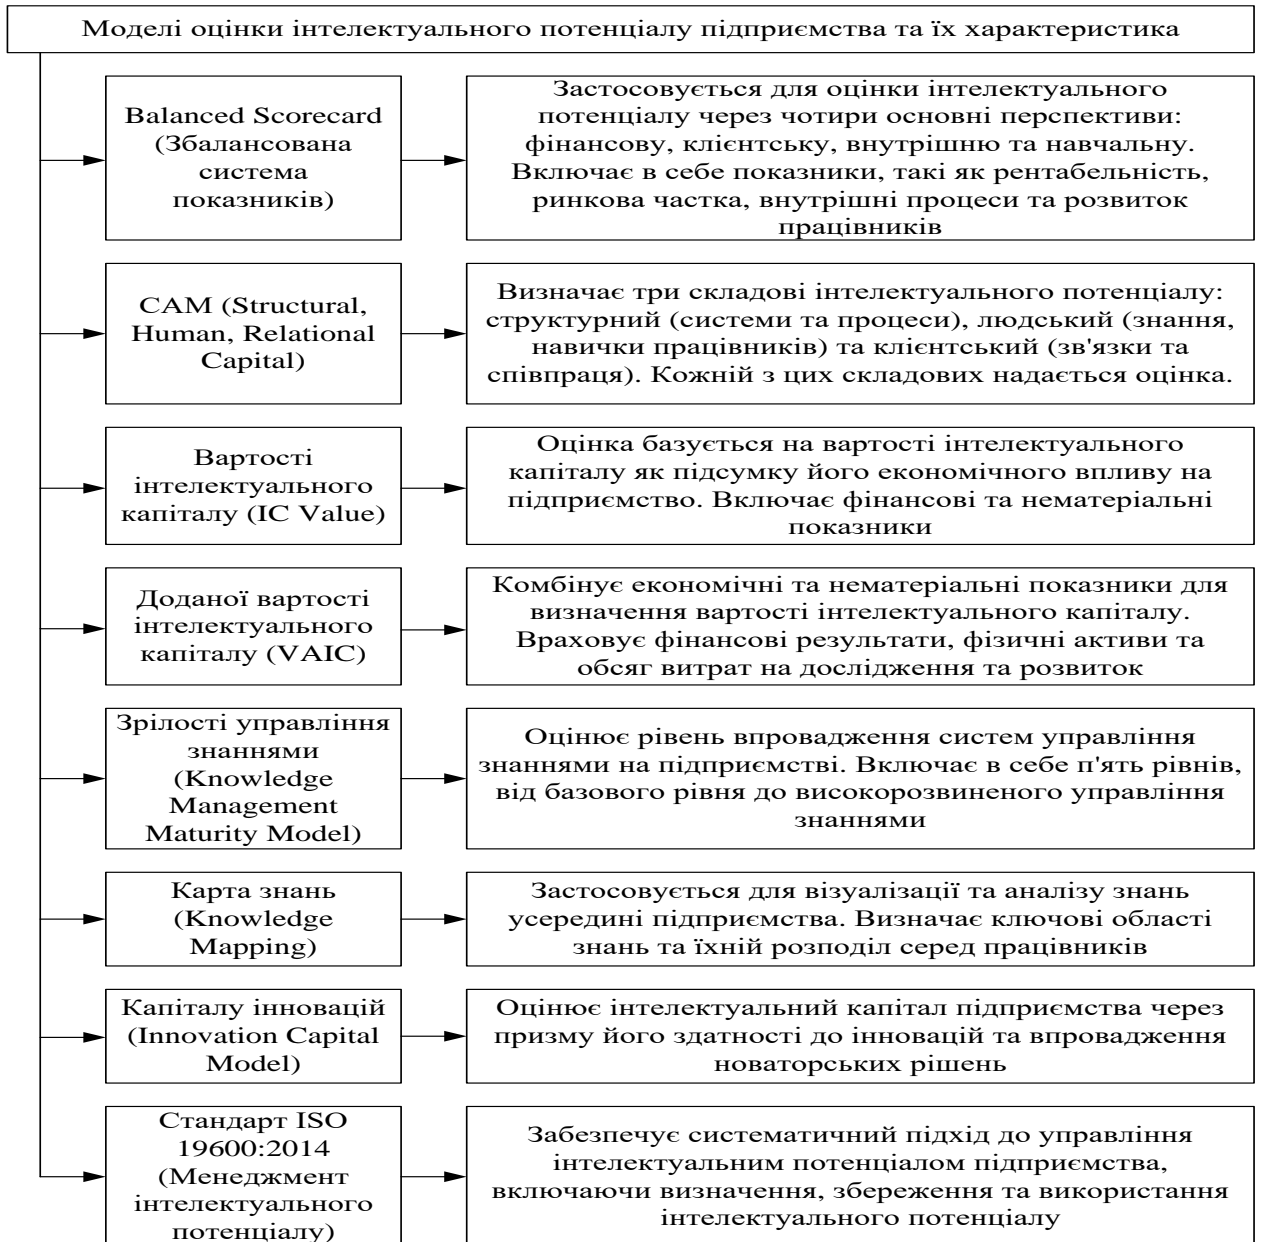 Моделі оцінки інтелектуального потенціалу підприємства та їх характеристика
Balanced Scorecard
(Збалансована
система
показників)
Застосовується для оцінки інтелектуального
потенціалу через чотири основні перспективи:
фінансову, клієнтську, внутрішню та навчальну.
Включає в себе показники, такі як рентабельність,
ринкова частка, внутрішні процеси та розвиток
працівників
CAM (Structural,
Human, Relational
Capital)
Визначає три складові інтелектуального потенціалу:
структурний (системи та процеси), людський (знання,
навички працівників) та клієнтський (зв'язки та
співпраця). Кожній з цих складових надається оцінка.
Вартості
інтелектуального
капіталу (IC Value)
Оцінка базується на вартості інтелектуального
капіталу як підсумку його економічного впливу на
підприємство. Включає фінансові та нематеріальні
показники
Доданої вартості
інтелектуального
капіталу (VAIC)
Комбінує економічні та нематеріальні показники для
визначення вартості інтелектуального капіталу.
Враховує фінансові результати, фізичні активи та
обсяг витрат на дослідження та розвиток
Зрілості управління
знаннями
(Knowledge
Management
Maturity Model)
Оцінює рівень впровадження систем управління
знаннями на підприємстві. Включає в себе п'ять рівнів,
від базового рівня до високорозвиненого управління
знаннями
Карта знань
(Knowledge
Mapping)
Застосовується для візуалізації та аналізу знань
усередині підприємства. Визначає ключові області
знань та їхній розподіл серед працівників
Капіталу інновацій
(Innovation Capital
Model)
Оцінює інтелектуальний капітал підприємства через
призму його здатності до інновацій та впровадження
новаторських рішень
Стандарт ISO
19600:2014
(Менеджмент
інтелектуального
потенціалу)
Забезпечує систематичний підхід до управління
інтелектуальним потенціалом підприємства,
включаючи визначення, збереження та використання
інтелектуального потенціалу